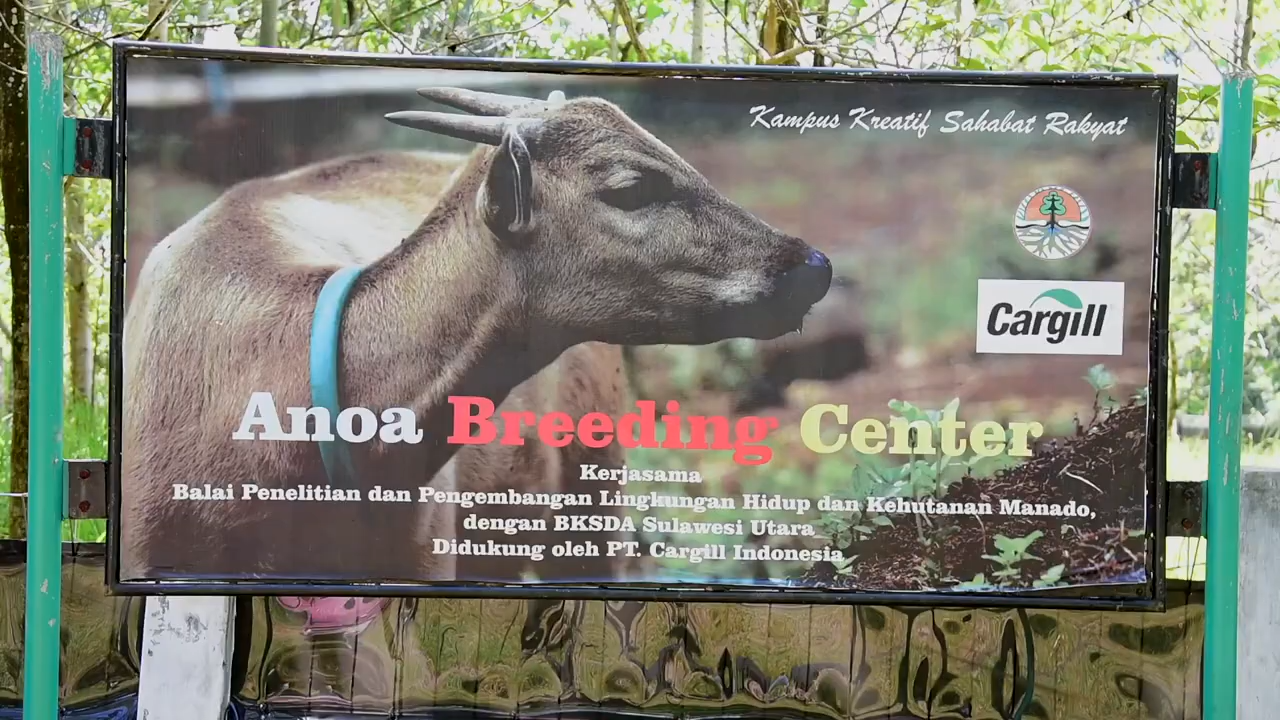 Kampus Kreatif Sahabat Rakyat
Cargill
Anoa Breeding Center
Kerjasama
Balai Penelitian dan Pengembangan Lingkungan Hidup dan Kehutanan Manado,
dengan BKSDA Sulawesi Utara
Didukung oleh PT. Cargill Indonesia